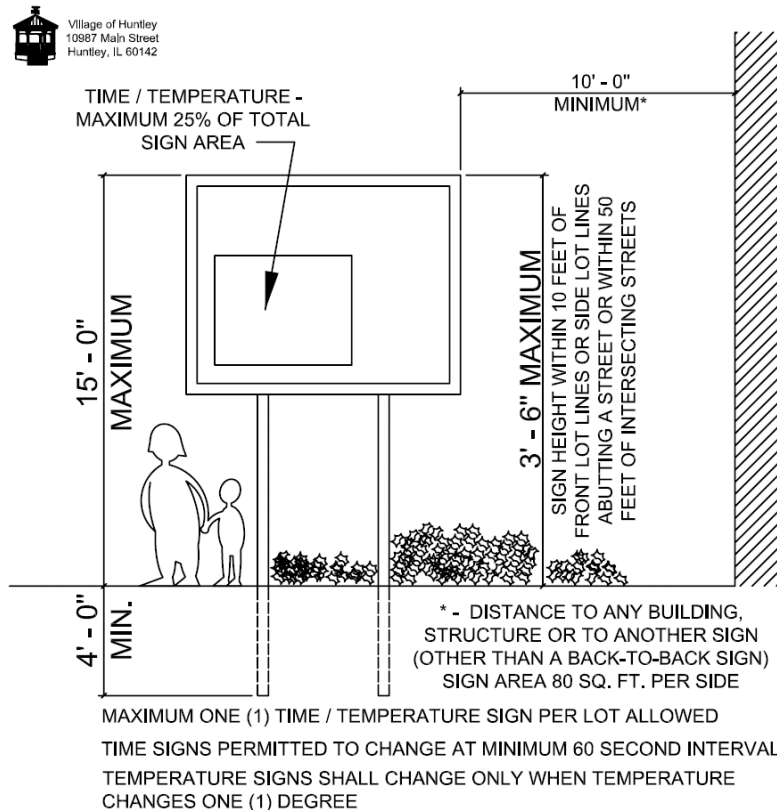 Village of Huntley
10987 Main Street
Huntley, IL 60142
TIME / TEMPERATURE -
MAXIMUM 25% OF TOTAL
SIGN AREA
10' - 0"
MINIMUM*
15' - 0"
MAXIMUM
3' - 6" MAXIMUM
SIGN HEIGHT WITHIN 10 FEET OF
FRONT LOT LINES OR SIDE LOT LINES
ABUTTING A STREET OR WITHIN 50
FEET OF INTERSECTING STREETS
4' - 0"
MIN.
* - DISTANCE TO ANY BUILDING,
STRUCTURE OR TO ANOTHER SIGN
(OTHER THAN A BACK-TO-BACK SIGN)
SIGN AREA 80 SQ. FT. PER SIDE
MAXIMUM ONE (1) TIME / TEMPERATURE SIGN PER LOT ALLOWED
TIME SIGNS PERMITTED TO CHANGE AT MINIMUM 60 SECOND INTERVAL
TEMPERATURE SIGNS SHALL CHANGE ONLY WHEN TEMPERATURE
CHANGES ONE (1) DEGREE